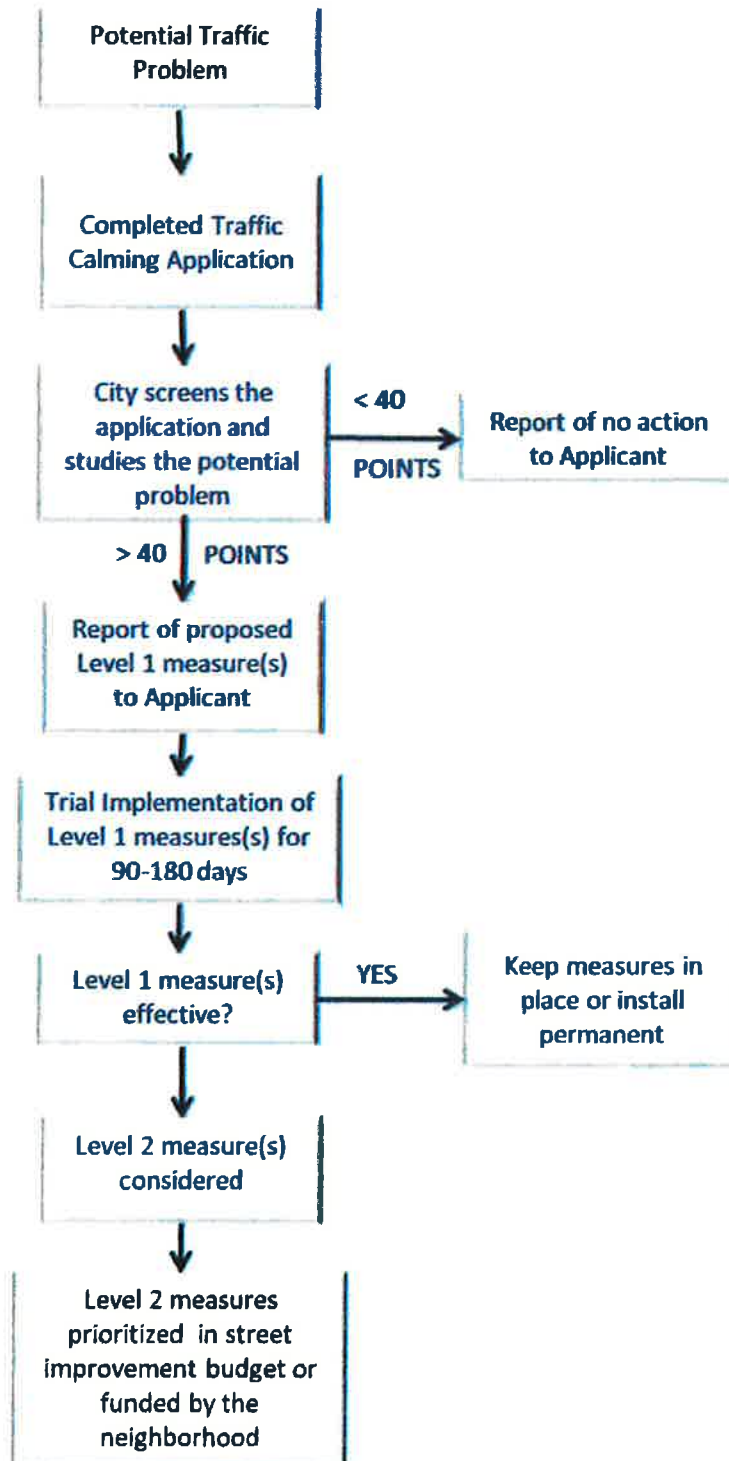 Potential Traffic
Problem
Completed Traffic
Calming Application
City screens the
application and
studies the potential
problem
< 40
POINTS
Report of no action
to Applicant
> 40 POINTS
Report of proposed
Level 1 measure(s)
to Applicant
Trial Implementation of
Level 1 measures(s) for
90-180 days
Level 1 measure(s)
effective?
YES
Keep measures in
place or install
permanent
Level 2 measure(s)
considered
Level 2 measures
prioritized in street
improvement budget or
funded by the
neighborhood